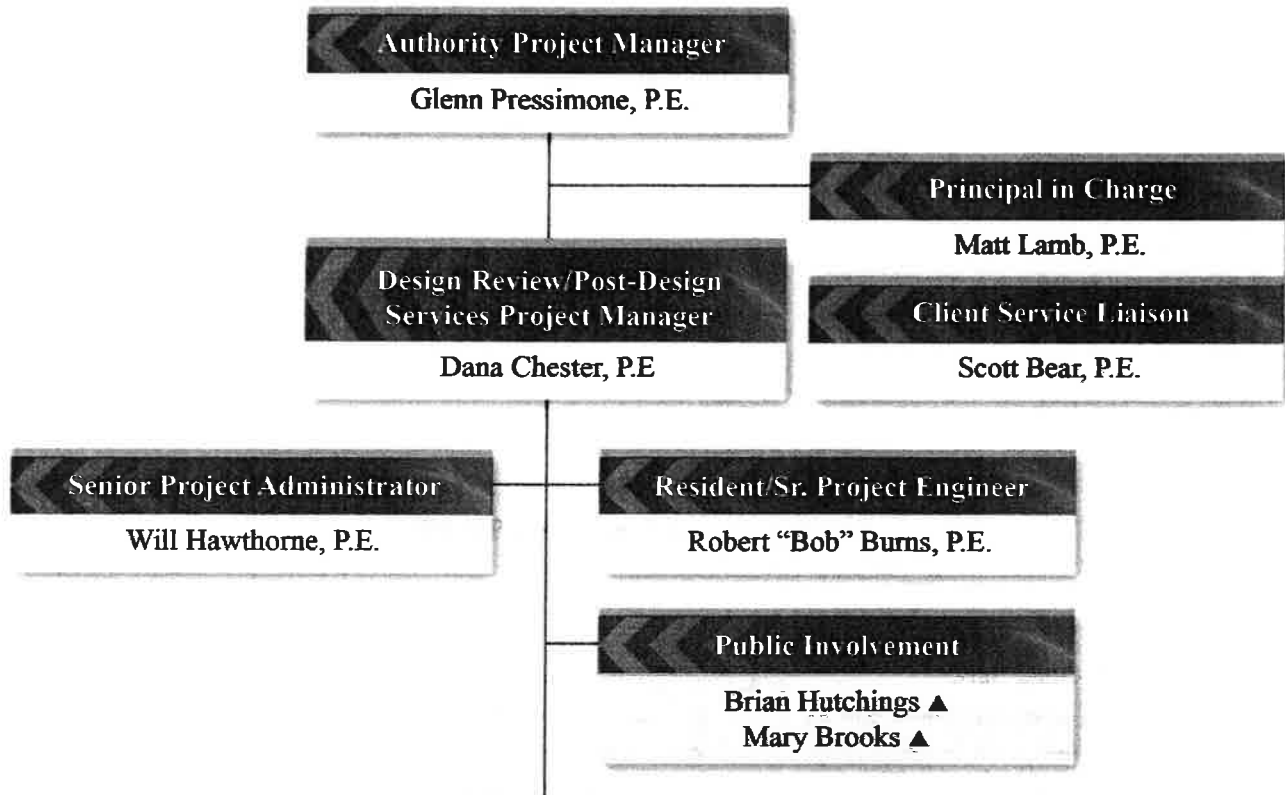 Authority Project Manager
Glenn Pressimone, P.E.
Principal in Charge
Matt Lamb, P.E.
Design Review/Post-Design
Services Project Manager
Dana Chester, P.E
Client Service Liaison
Scott Bear, P.E.
Senior Project Administrator
Will Hawthorne, P.E.
Resident/Sr. Project Engineer
Robert “Bob” Burns, P.E.
Public Involvement
Brian Hutchings ▲
Mary Brooks ▲